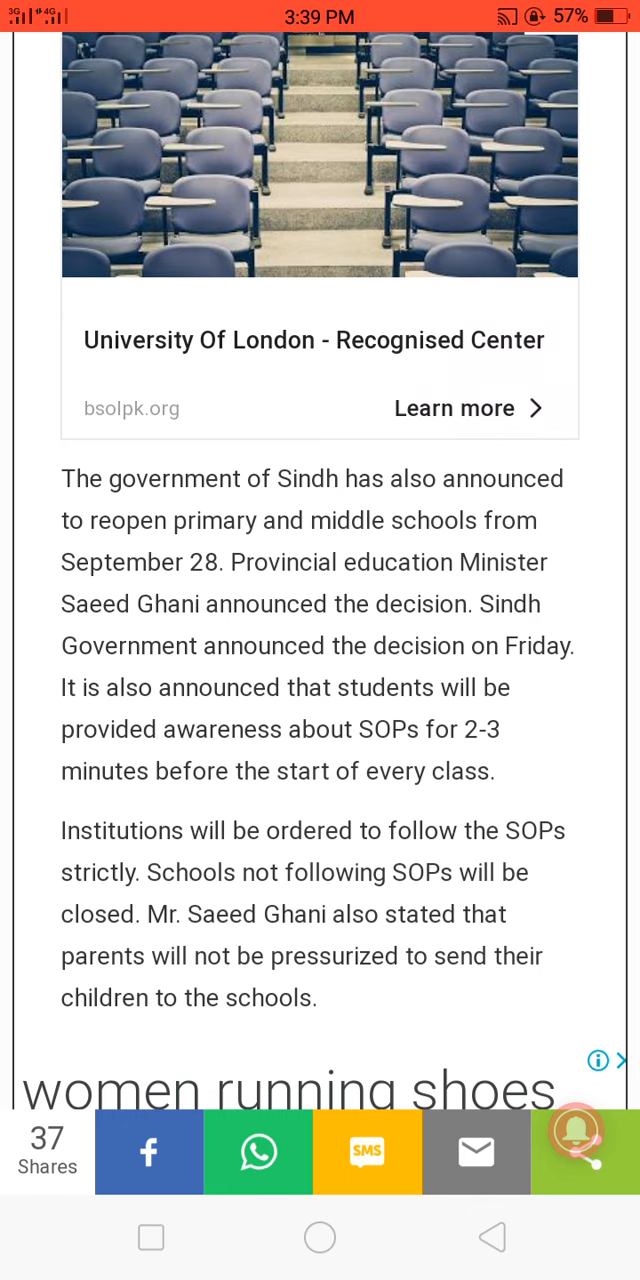 3G 4G 3:39 PM 57%
University Of London - Recognised Center
bsolpk.org Learn more
The government of Sindh has also announced
to reopen primary and middle schools from
September 28. Provincial education Minister
Saeed Ghani announced the decision. Sindh
Government announced the decision on Friday.
It is also announced that students will be
provided awareness about SOPs for 2-3
minutes before the start of every class.
Institutions will be ordered to follow the SOPs
strictly. Schools not following SOPs will be
closed. Mr. Saeed Ghani also stated that
parents will not be pressurized to send their
children to the schools.
women running shoes
37
Shares
SMS